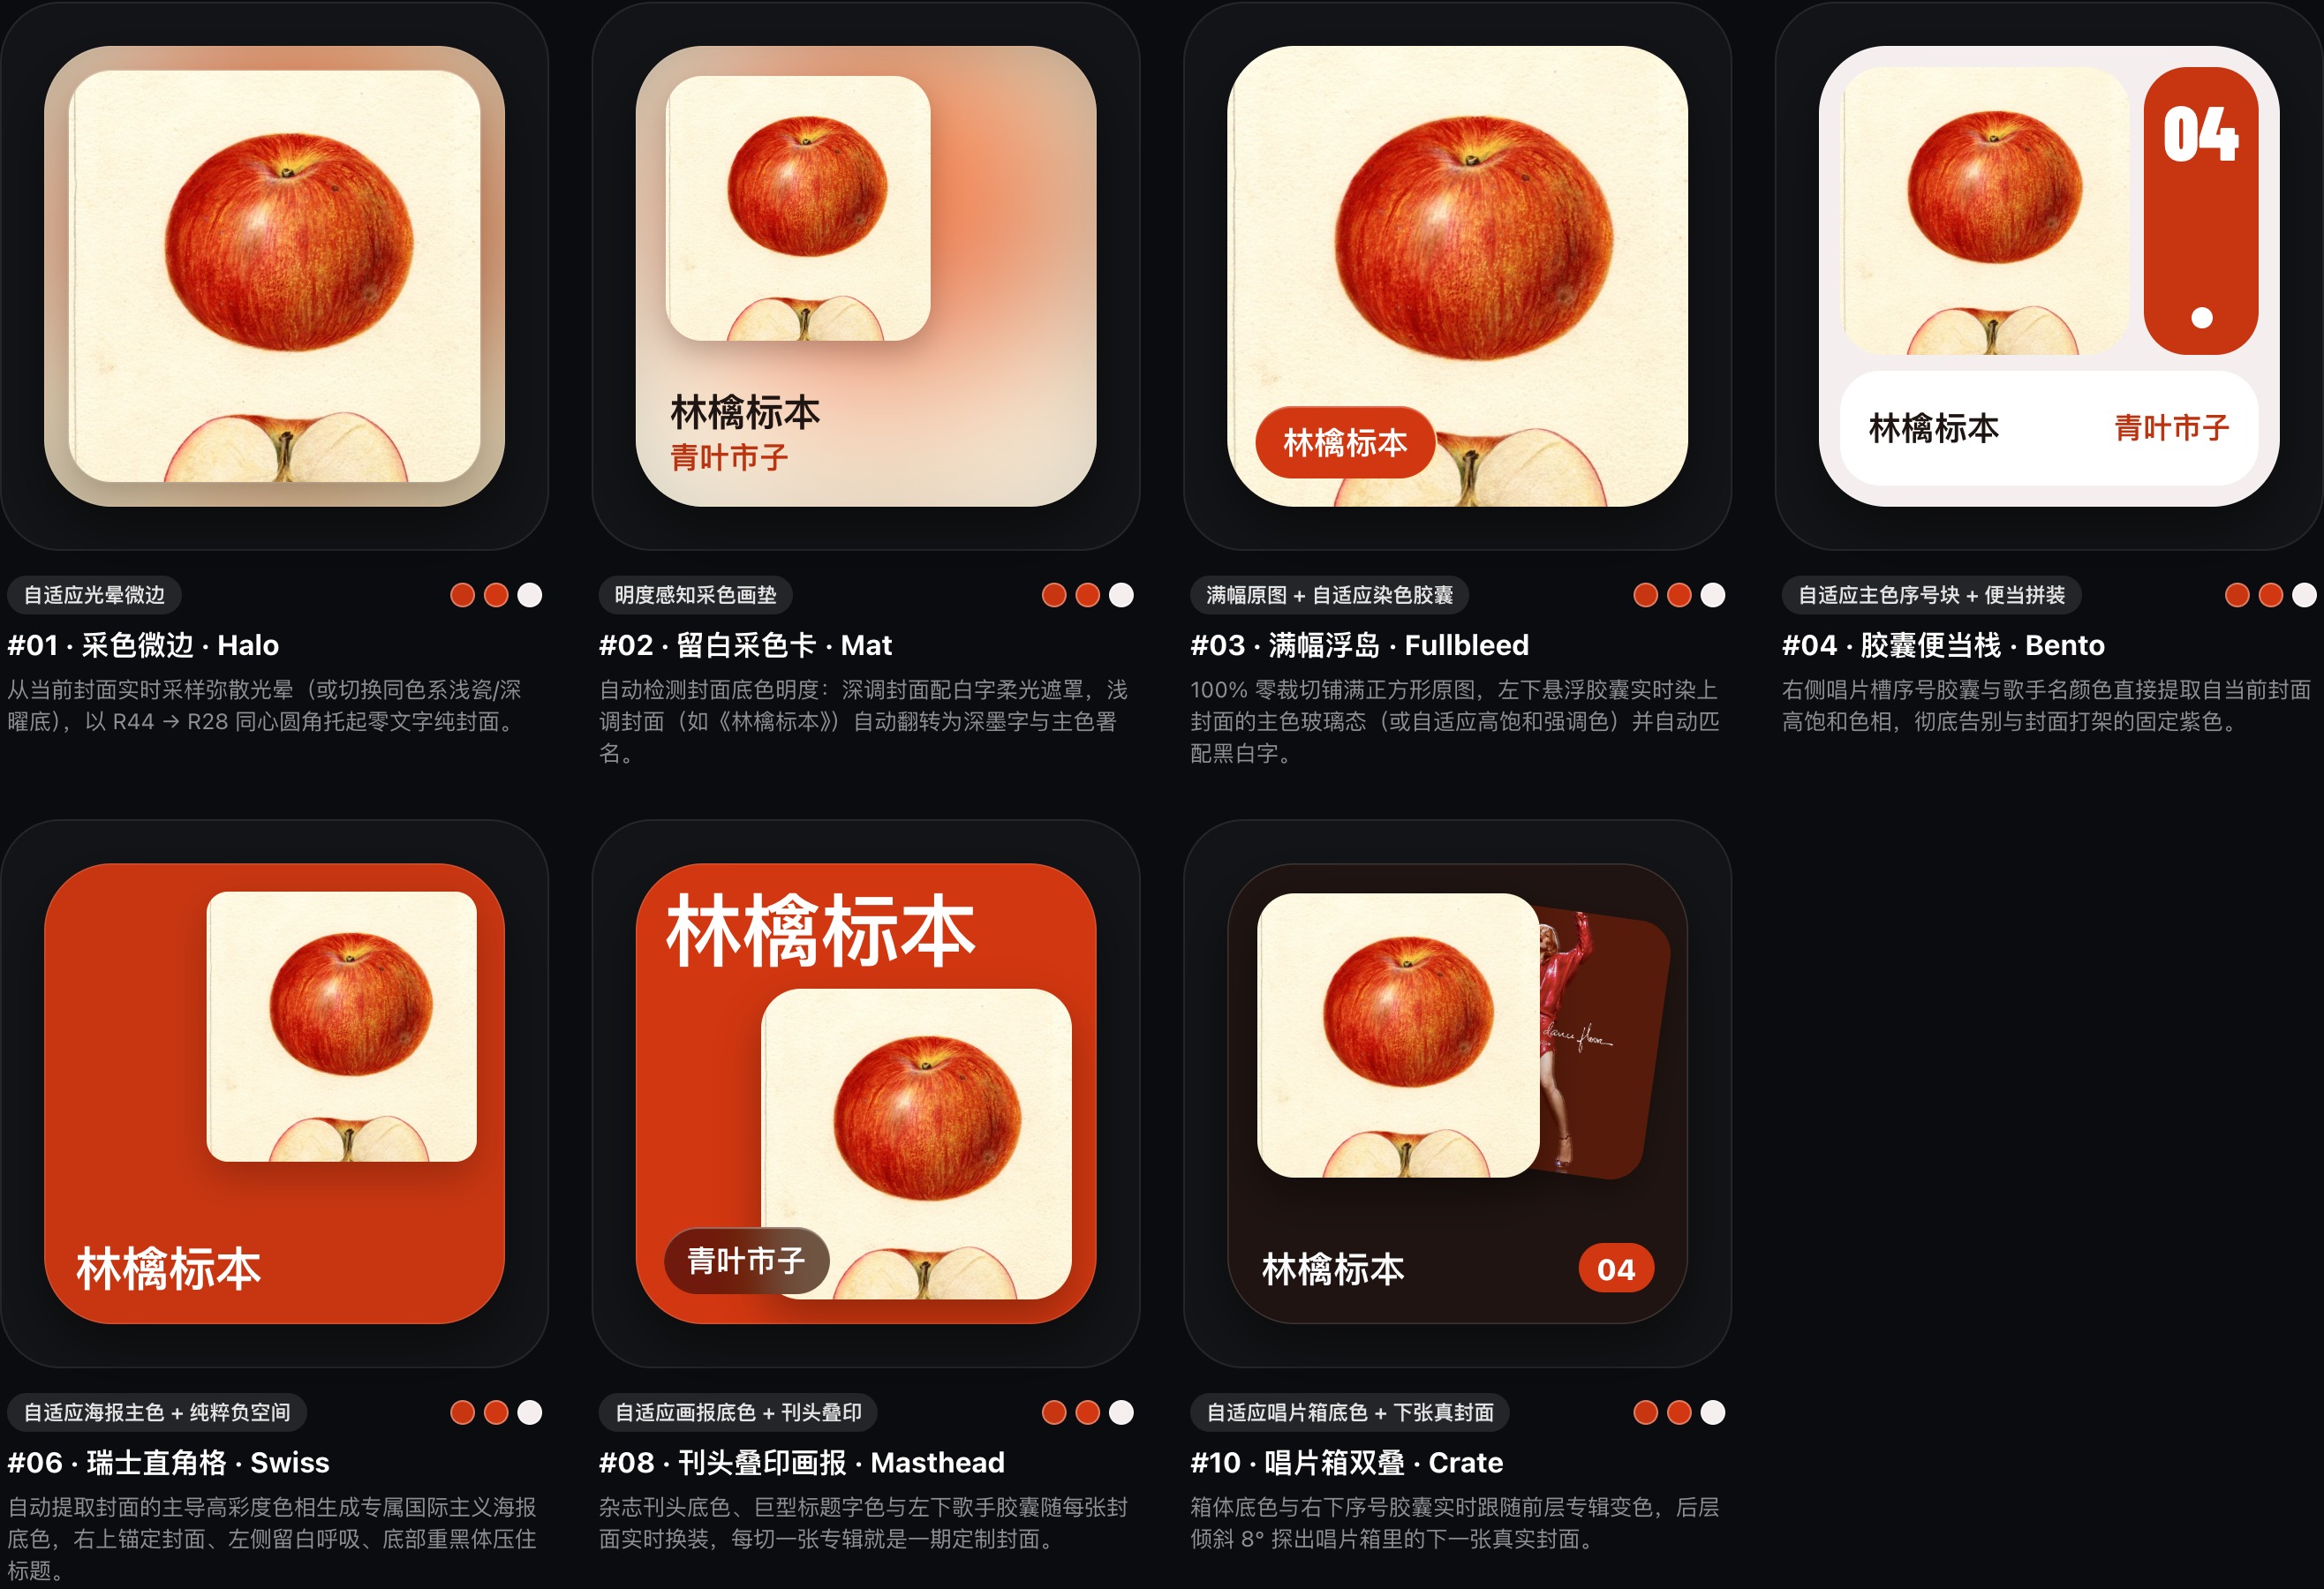 04
林檎标本
青叶市子
林檎标本
林檎标本
青叶市子
自适应光晕微边
#01 · 采色微边 · Halo
从当前封面实时采样弥散光晕（或切换同色系浅瓷/深
曜底），以 R44 → R28 同心圆角托起零文字纯封面。
明度感知采色画垫
#02 · 留白采色卡 · Mat
自动检测封面底色明度：深调封面配白字柔光遮罩，浅
调封面（如《林檎标本》）自动翻转为深墨字与主色署
名。
满幅原图 + 自适应染色胶囊
#03 · 满幅浮岛 · Fullbleed
100% 零裁切铺满正方形原图，左下悬浮胶囊实时染上
封面的主色玻璃态（或自适应高饱和强调色）并自动匹
配黑白字。
自适应主色序号块 + 便当拼装
#04 · 胶囊便当栈 · Bento
右侧唱片槽序号胶囊与歌手名颜色直接提取自当前封面
高饱和色相，彻底告别与封面打架的固定紫色。
林檎标本
林檎标本
青叶市子
dance floor
林檎标本
04
自适应海报主色 + 纯粹负空间
#06 · 瑞士直角格 · Swiss
自动提取封面的主导高彩度色相生成专属国际主义海报
底色，右上锚定封面、左侧留白呼吸、底部重黑体压住
标题。
自适应画报底色 + 刊头叠印
#08 · 刊头叠印画报 · Masthead
杂志刊头底色、巨型标题字色与左下歌手胶囊随每张封
面实时换装，每切一张专辑就是一期定制封面。
自适应唱片箱底色 + 下张真封面
#10 · 唱片箱双叠 · Crate
箱体底色与右下序号胶囊实时跟随前层专辑变色，后层
倾斜 8° 探出唱片箱里的下一张真实封面。